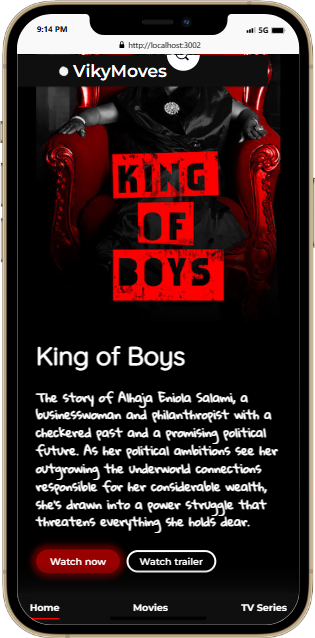 9:14 PM
5G
http://localhost:3002
VikyMoves
KING
OF
BOYS
King of Boys
The story of Alhaja Eniola Salami, a
businesswoman and philanthropist with a
checkered past and a promising political
future. As her political ambitions see her
outgrowing the underworld connections
responsible for her considerable wealth,
she's drawn into a power struggle that
threatens everything she holds dear.
Watch now Watch trailer
Home Movies TV Series